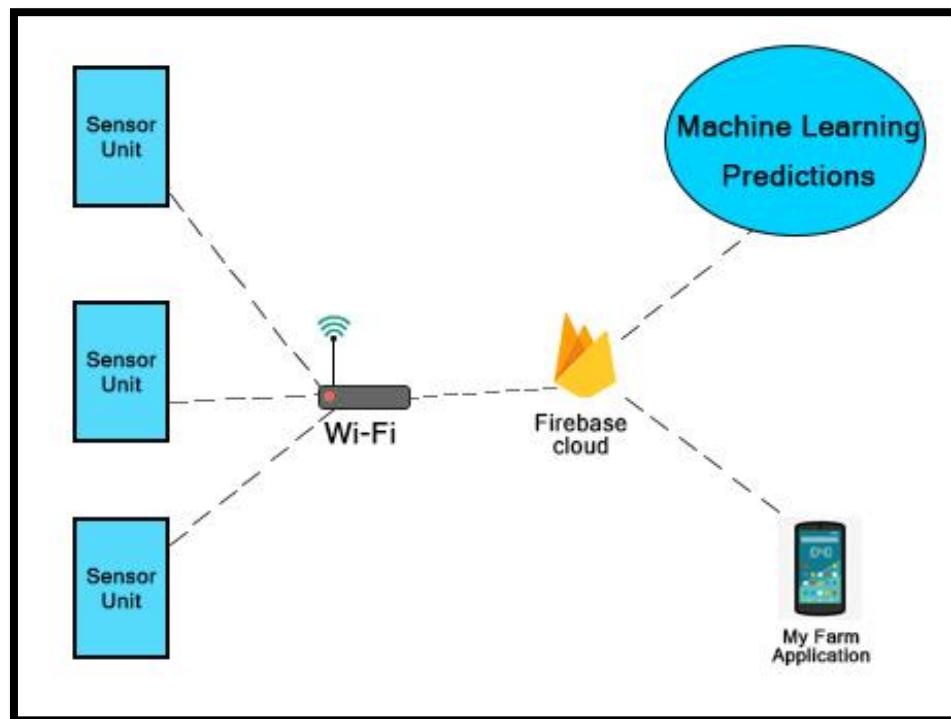 Sensor
Unit
Machine Learning
Predictions
Sensor
Unit
Wi-Fi
Firebase
cloud
Sensor
Unit
My Farm
Application